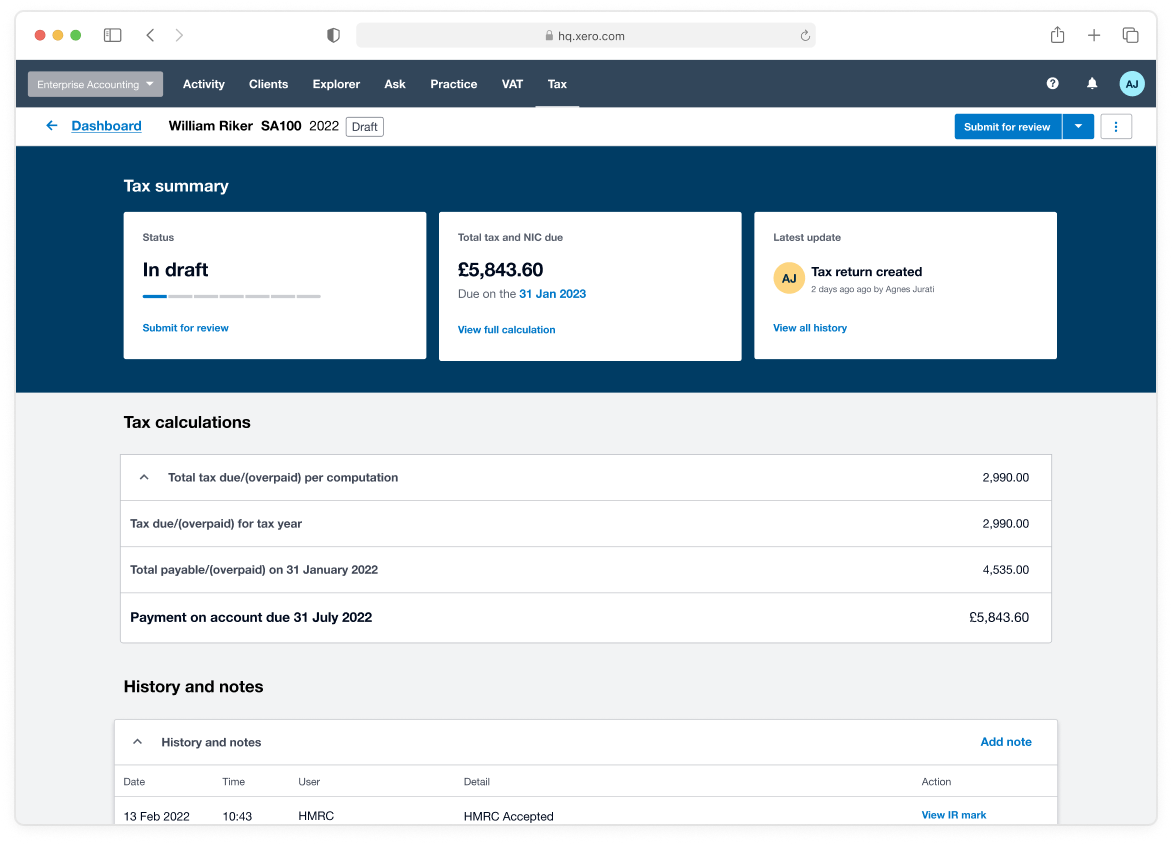 hq.xero.com
Enterprise Accounting Activity Clients Explorer Ask Practice VAT Tax ? AJ
Dashboard William Riker SA100 2022 Draft Submit for review
Tax summary
Status
In draft
Submit for review
Total tax and NIC due
£5,843.60
Due on the 31 Jan 2023
View full calculation
Latest update
AJ Tax return created
2 days ago ago by Agnes Jurati
View all history
Tax calculations
Total tax due/(overpaid) per computation 2,990.00
Tax due/(overpaid) for tax year 2,990.00
Total payable/(overpaid) on 31 January 2022 4,535.00
Payment on account due 31 July 2022 £5,843.60
History and notes
History and notes Add note
Date Time User Detail Action
13 Feb 2022 10:43 HMRC HMRC Accepted View IR mark